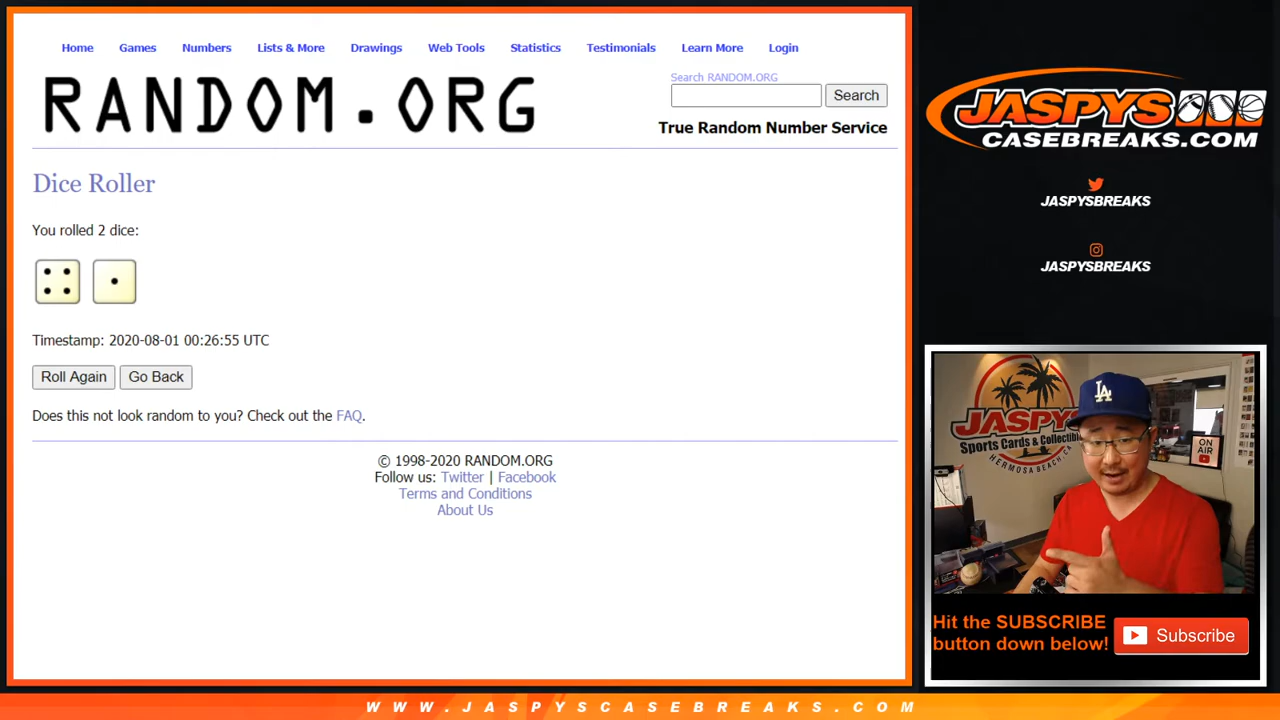 Home Games Numbers Lists & More Drawings Web Tools Statistics Testimonials Learn More Login
RANDOM.ORG
Search RANDOM.ORG
Search
True Random Number Service
Dice Roller
You rolled 2 dice:
Timestamp: 2020-08-01 00:26:55 UTC
Roll Again Go Back
Does this not look random to you? Check out the FAQ.
© 1998-2020 RANDOM.ORG
Follow us: Twitter | Facebook
Terms and Conditions
About Us
JASPYS
CASEBREAKS.COM
JASPYSBREAKS
JASPYSBREAKS
JASPYS
Sports Cards & Collectibl
HERMOSA BEACH, CA
LA
ON
AIR
Hit the SUBSCRIBE
button down below!
Subscribe
WWW.JASPYSCASEBREAKS.COM